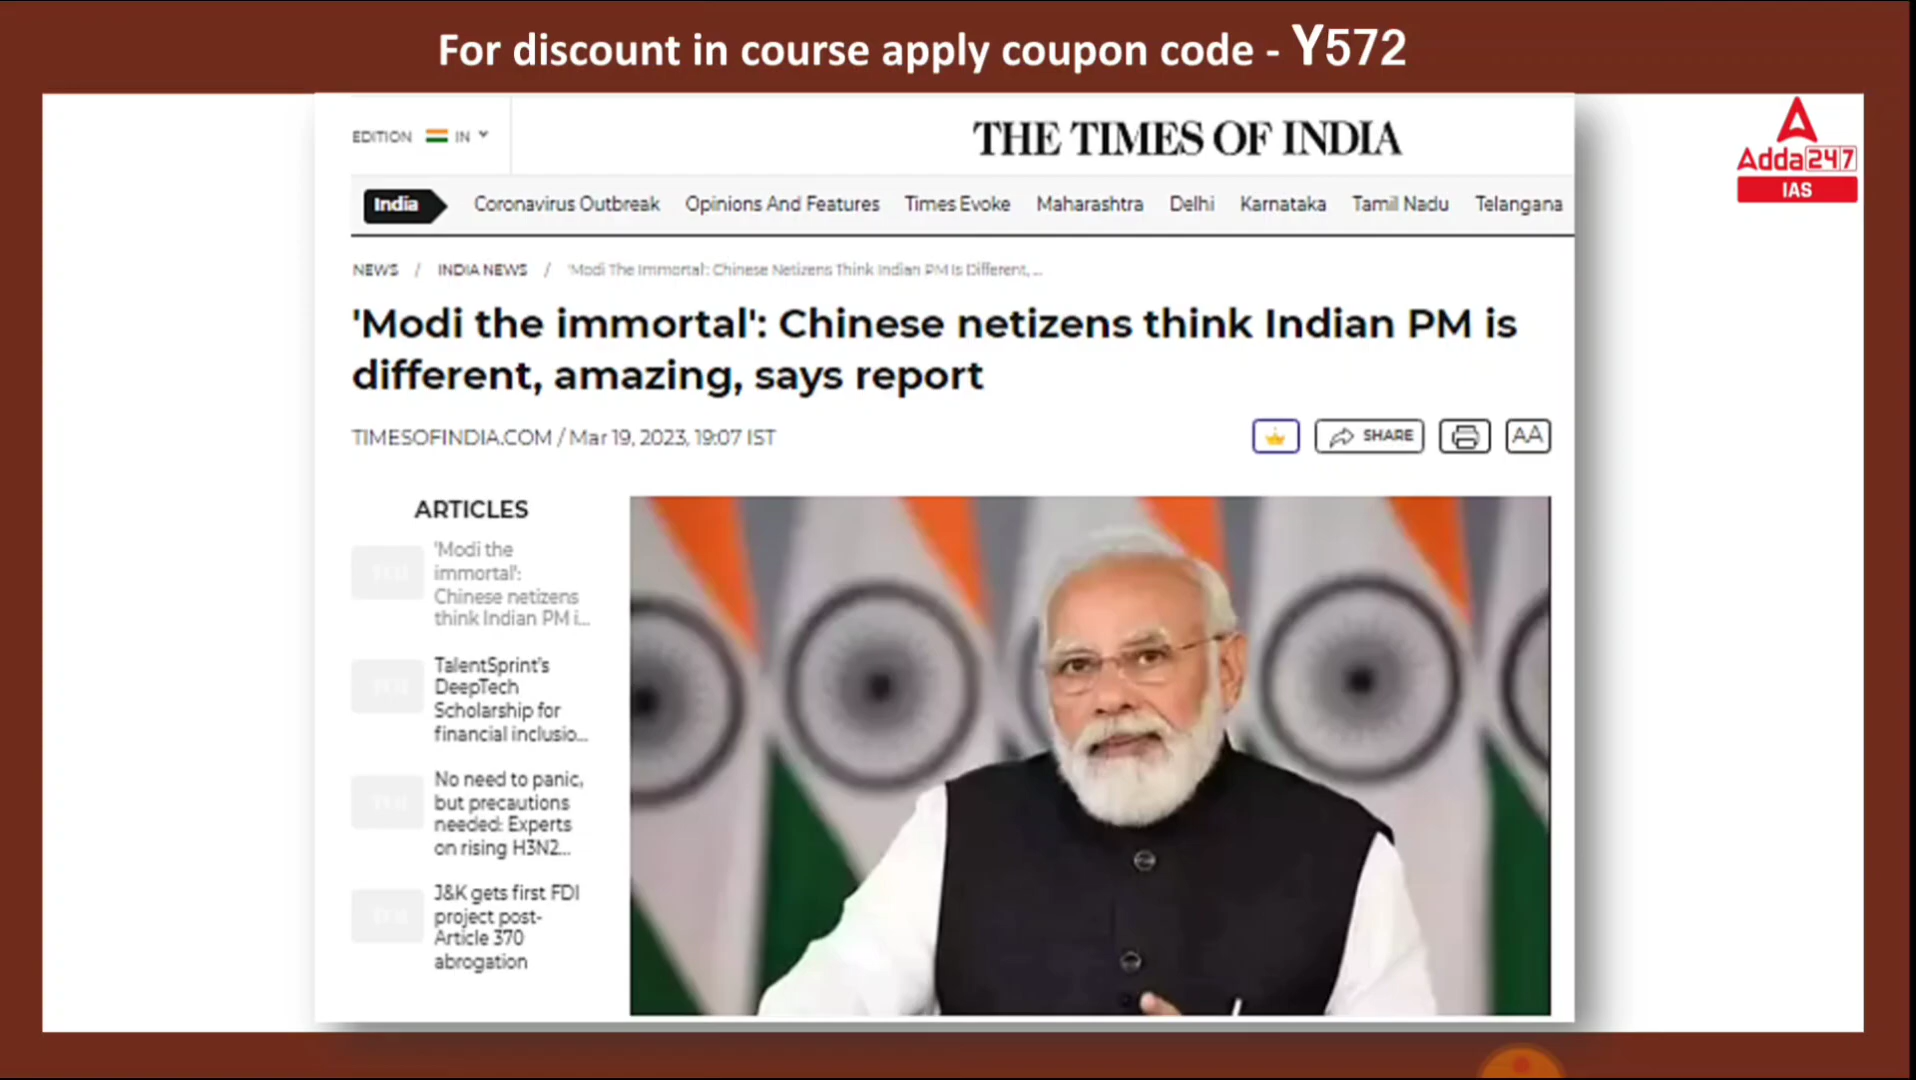 For discount in course apply coupon code - Y572
EDITION IN
THE TIMES OF INDIA
Adda247
IAS
India Coronavirus Outbreak Opinions And Features Times Evoke Maharashtra Delhi Karnataka Tamil Nadu Telangana
NEWS / INDIA NEWS / 'Modi The Immortal': Chinese Netizens Think Indian PM Is Different, ...
'Modi the immortal': Chinese netizens think Indian PM is
different, amazing, says report
TIMESOFINDIA.COM / Mar 19, 2023, 19:07 IST
SHARE
AA
ARTICLES
'Modi the
immortal':
Chinese netizens
think Indian PM i...
TalentSprint's
DeepTech
Scholarship for
financial inclusio...
No need to panic,
but precautions
needed: Experts
on rising H3N2...
J&K gets first FDI
project post-
Article 370
abrogation